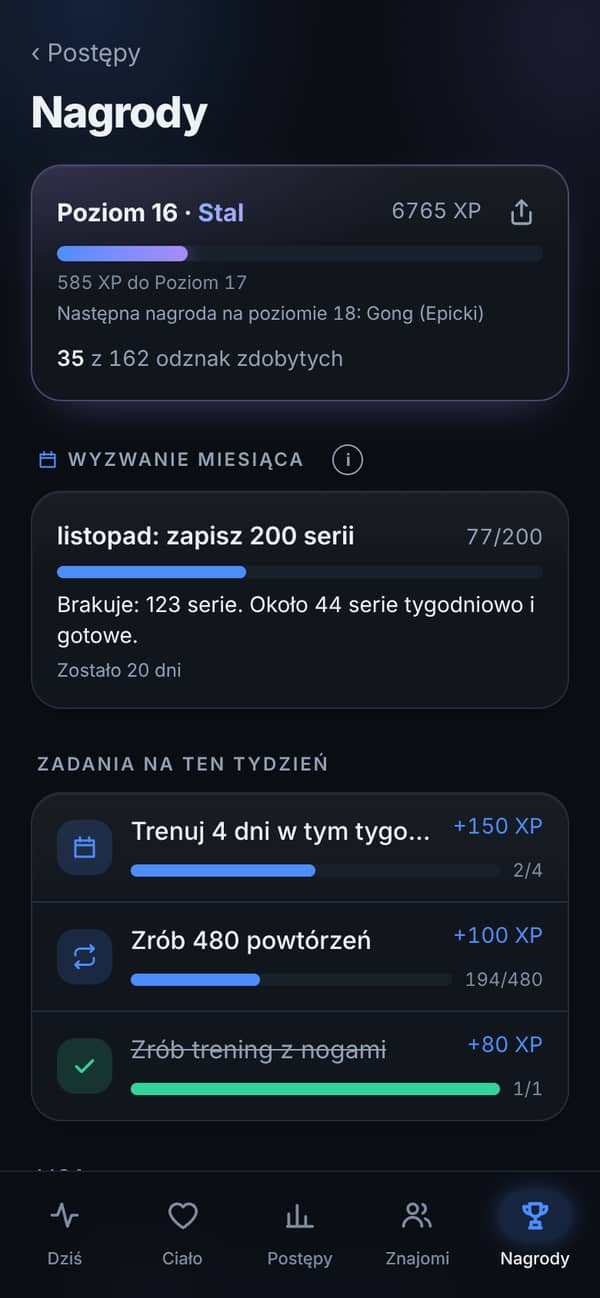 ‹ Postępy
Nagrody
Poziom 16 · Stal
6765 XP
585 XP do Poziom 17
Następna nagroda na poziomie 18: Gong (Epicki)
35 z 162 odznak zdobytych
WYZWANIE MIESIĄCA
listopad: zapisz 200 serii
77/200
Brakuje: 123 serie. Około 44 serie tygodniowo i
gotowe.
Zostało 20 dni
ZADANIA NA TEN TYDZIEŃ
Trenuj 4 dni w tym tygo...
+150 XP
2/4
Zrób 480 powtórzeń
+100 XP
194/480
Zrób trening z nogami
+80 XP
1/1
Dziś
Ciało
Postępy
Znajomi
Nagrody